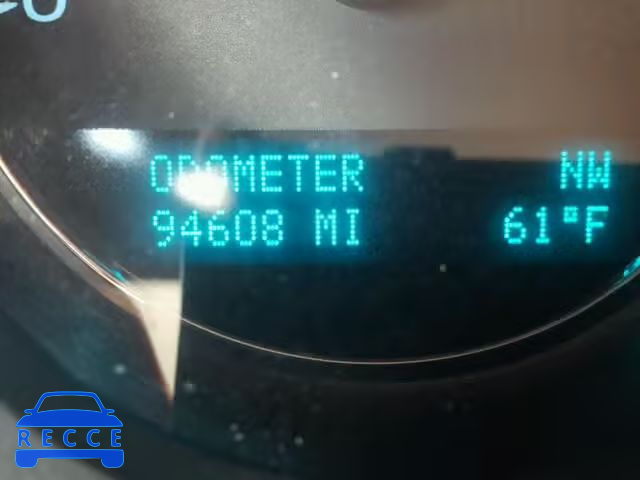 ODOMETER NW
94608 MI 61°F
RECCE